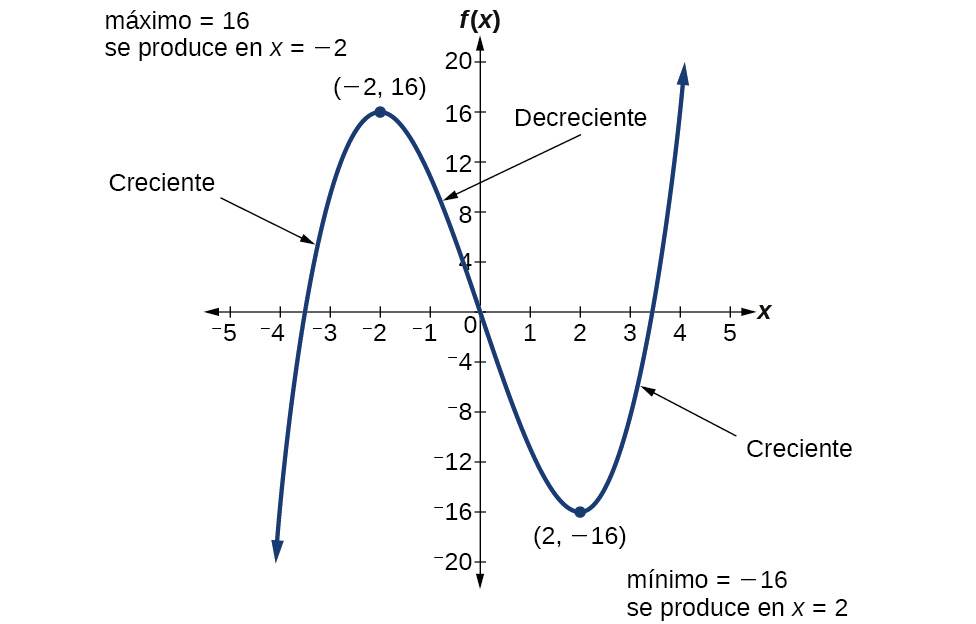 máximo = 16
se produce en x = −2
f(x)
20
(−2, 16)
16
Decreciente
12
Creciente
8
4
x
−5 −4 −3 −2 −1 0 1 2 3 4 5
−4
−8
−12
Creciente
−16
(2, −16)
−20
mínimo = −16
se produce en x = 2